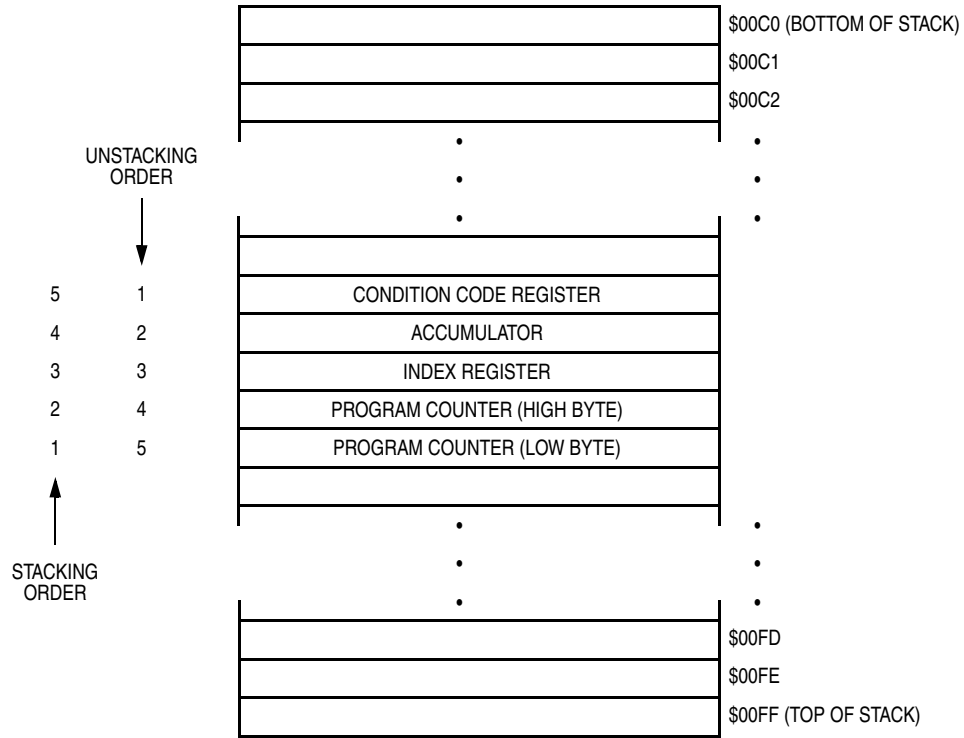 $00C0 (BOTTOM OF STACK)
$00C1
$00C2
UNSTACKING
ORDER
5 1 CONDITION CODE REGISTER
4 2 ACCUMULATOR
3 3 INDEX REGISTER
2 4 PROGRAM COUNTER (HIGH BYTE)
1 5 PROGRAM COUNTER (LOW BYTE)
STACKING
ORDER
$00FD
$00FE
$00FF (TOP OF STACK)